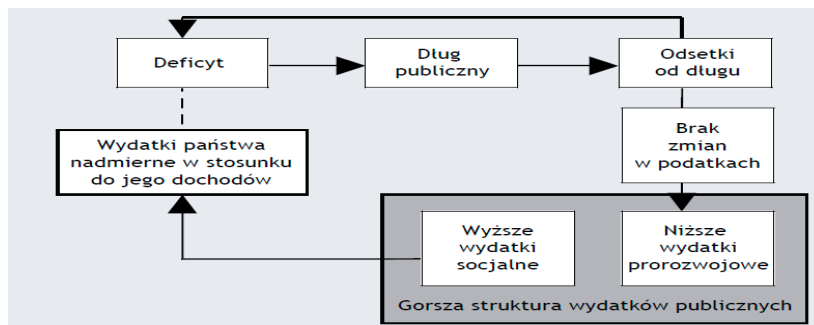 Deficyt
Dług
publiczny
Odsetki
od długu
Brak
zmian
w podatkach
Wydatki państwa
nadmierne w stosunku
do jego dochodów
Wyższe
wydatki
socjalne
Niższe
wydatki
prorozwojowe
Gorsza struktura wydatków publicznych